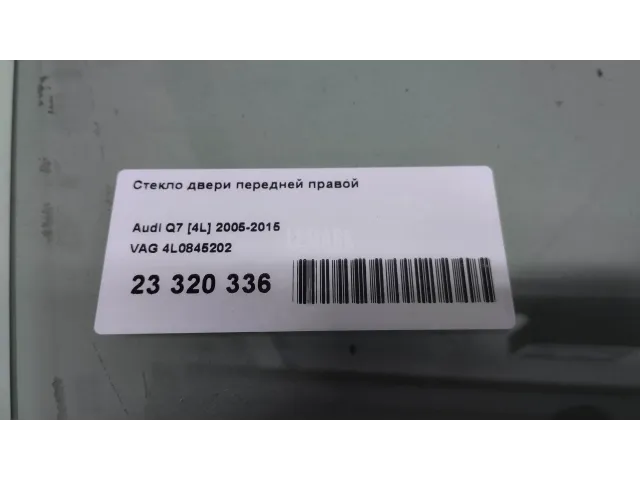 Стекло двери передней правой
Audi Q7 [4L] 2005-2015
VAG 4L0845202
23 320 336